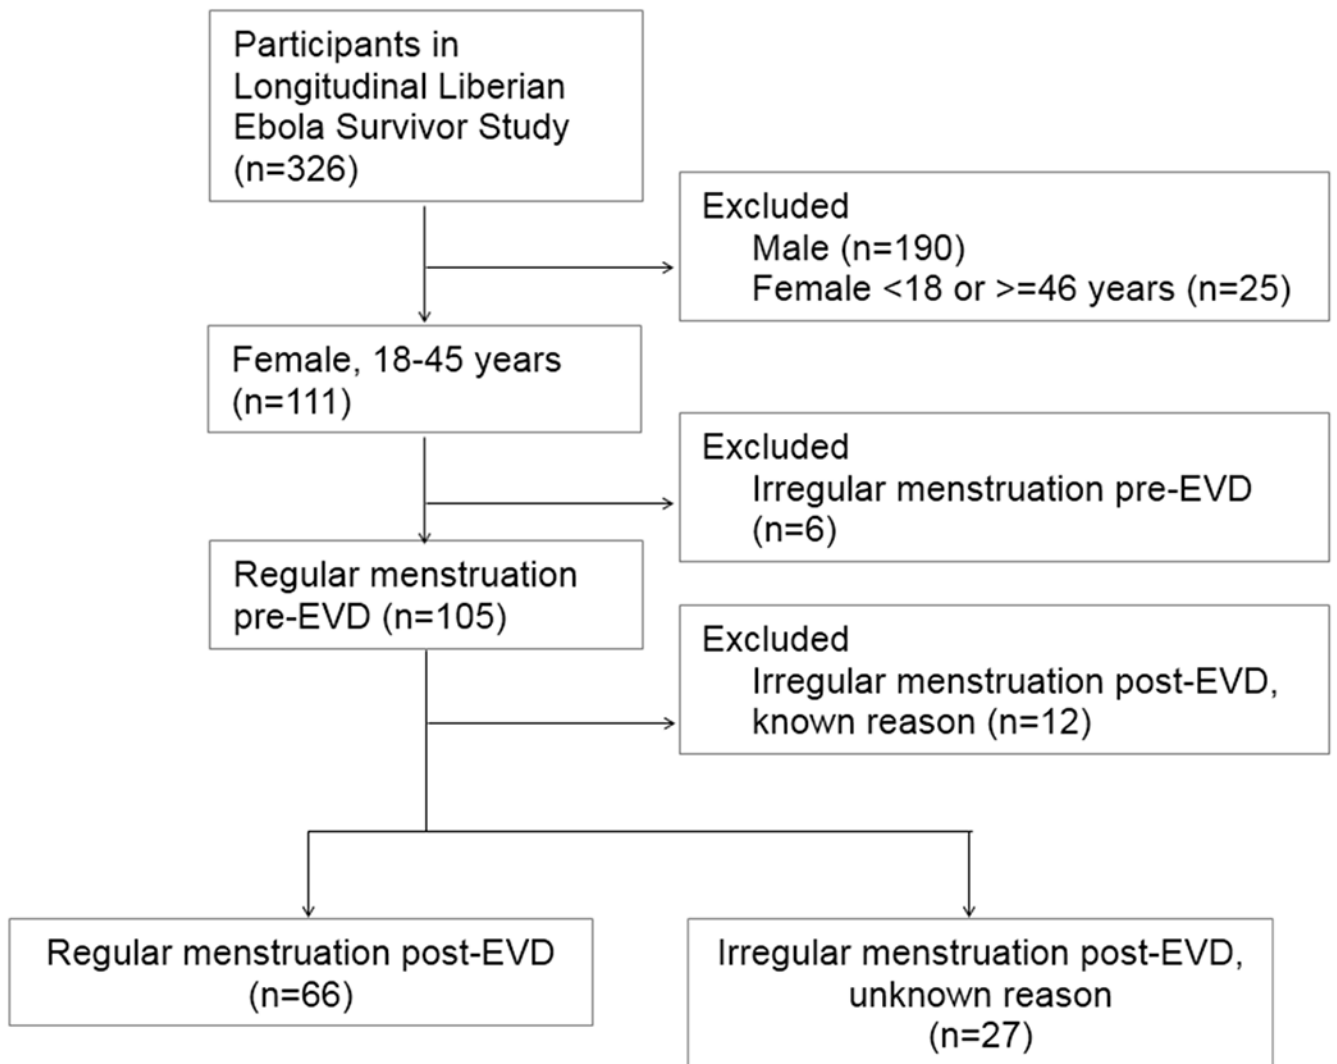 Participants in
Longitudinal Liberian
Ebola Survivor Study
(n=326)
Excluded
Male (n=190)
Female <18 or >=46 years (n=25)
Female, 18-45 years
(n=111)
Excluded
Irregular menstruation pre-EVD
(n=6)
Regular menstruation
pre-EVD (n=105)
Excluded
Irregular menstruation post-EVD,
known reason (n=12)
Regular menstruation post-EVD
(n=66)
Irregular menstruation post-EVD,
unknown reason
(n=27)